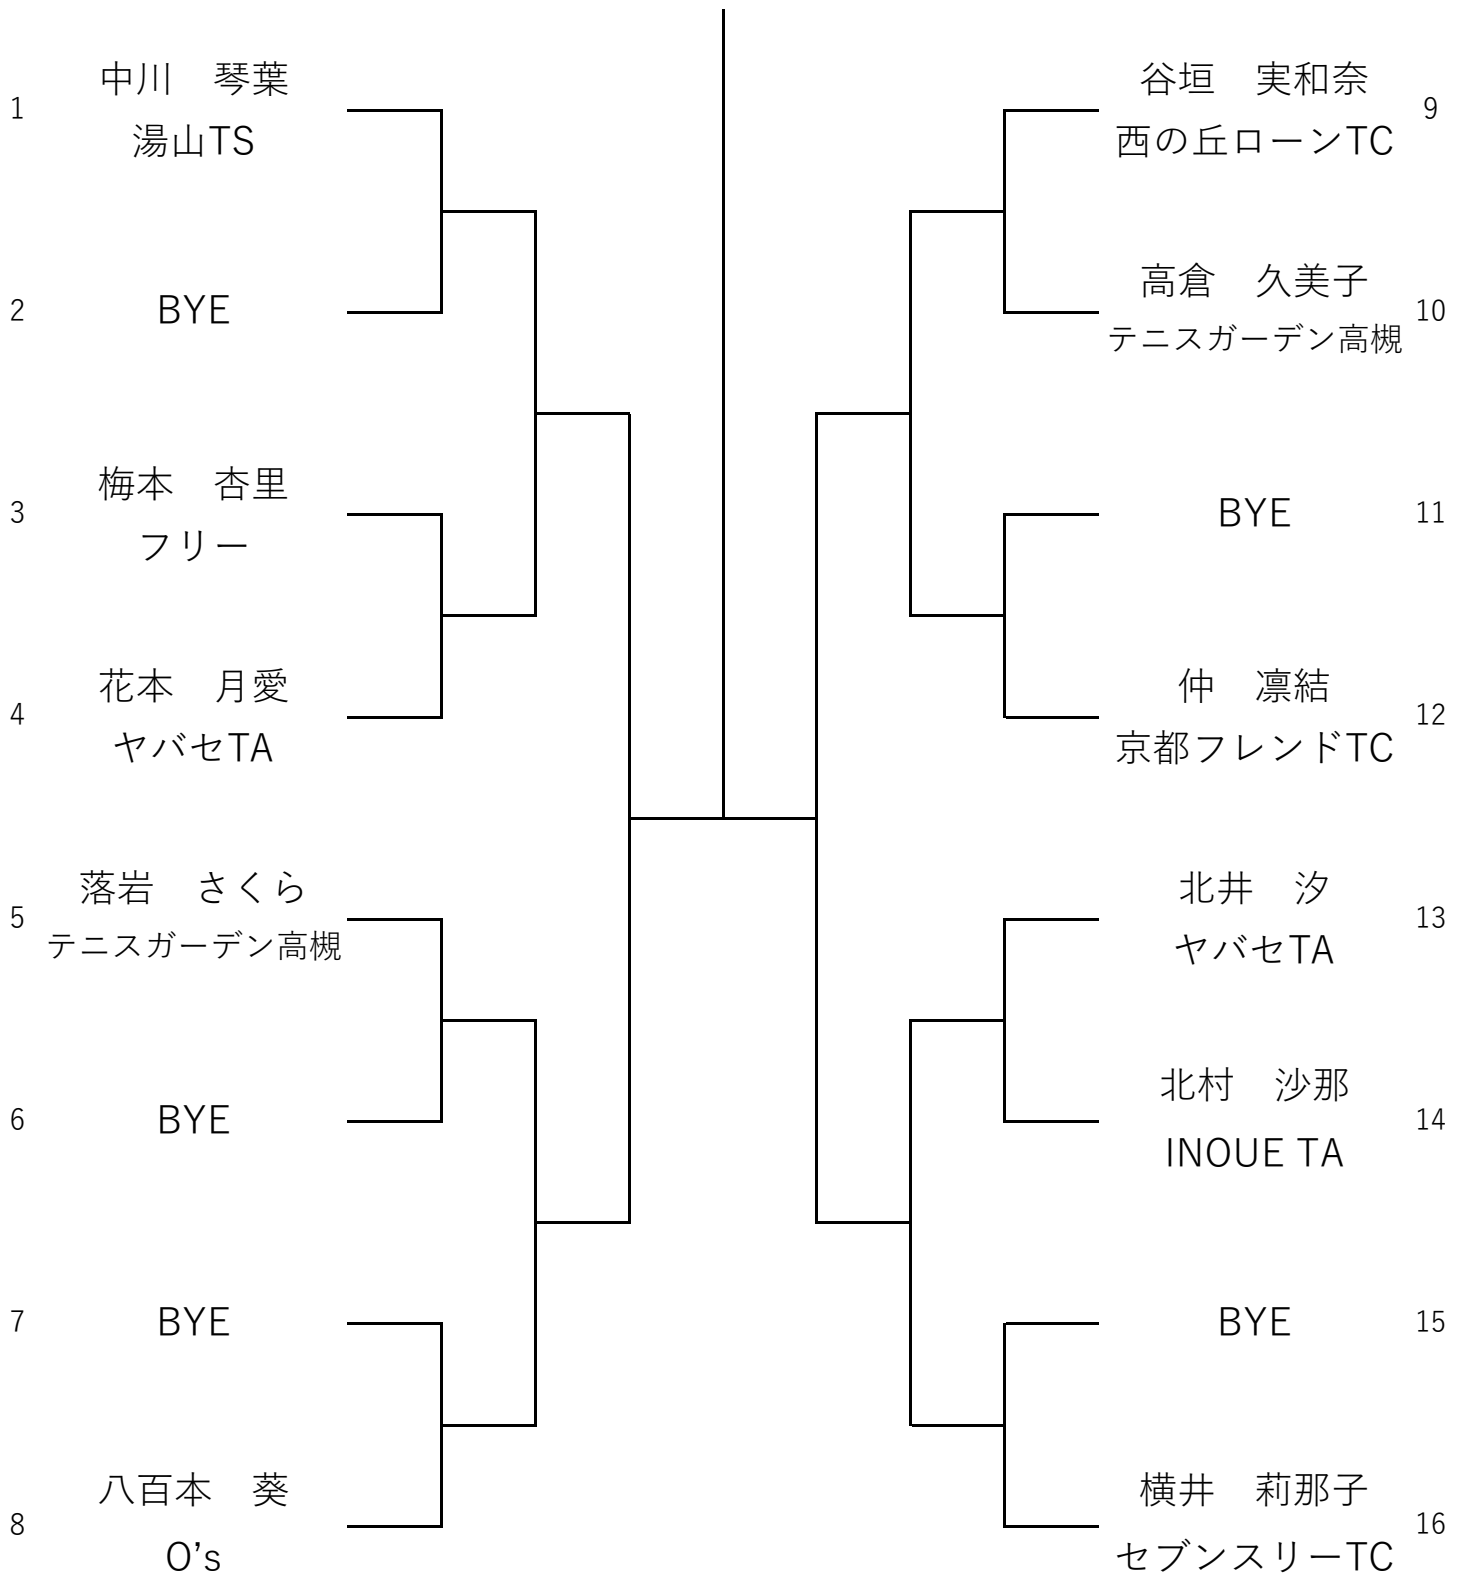 1
中川　琴葉
湯山TS
2
BYE
3
梅本　杏里
フリー
4
花本　月愛
ヤバセTA
5
落岩　さくら
テニスガーデン高槻
6
BYE
7
BYE
8
八百本　葵
O’s
谷垣　実和奈
西の丘ローンTC
9
高倉　久美子
テニスガーデン高槻
10
BYE
11
仲　凛結
京都フレンドTC
12
北井　汐
ヤバセTA
13
北村　沙那
INOUE TA
14
BYE
15
横井　莉那子
セブンスリーTC
16